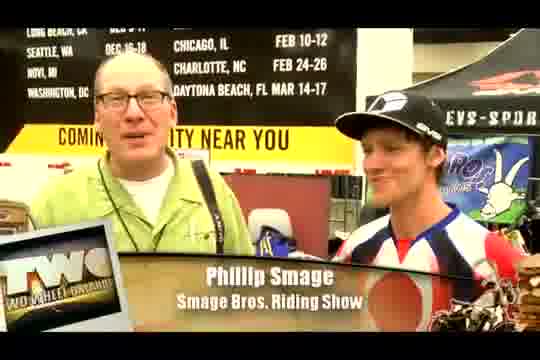 LONG BEACH, CA
SEATTLE, WA DEC 16-18 CHICAGO, IL FEB 10-12
NOVI, MI CHARLOTTE, NC FEB 24-26
WASHINGTON, DC DAYTONA BEACH, FL MAR 14-17
NEAR YOU
EVS-SPOR
EVS
TWO
Phillip Smage
Smage Bros. Riding Show